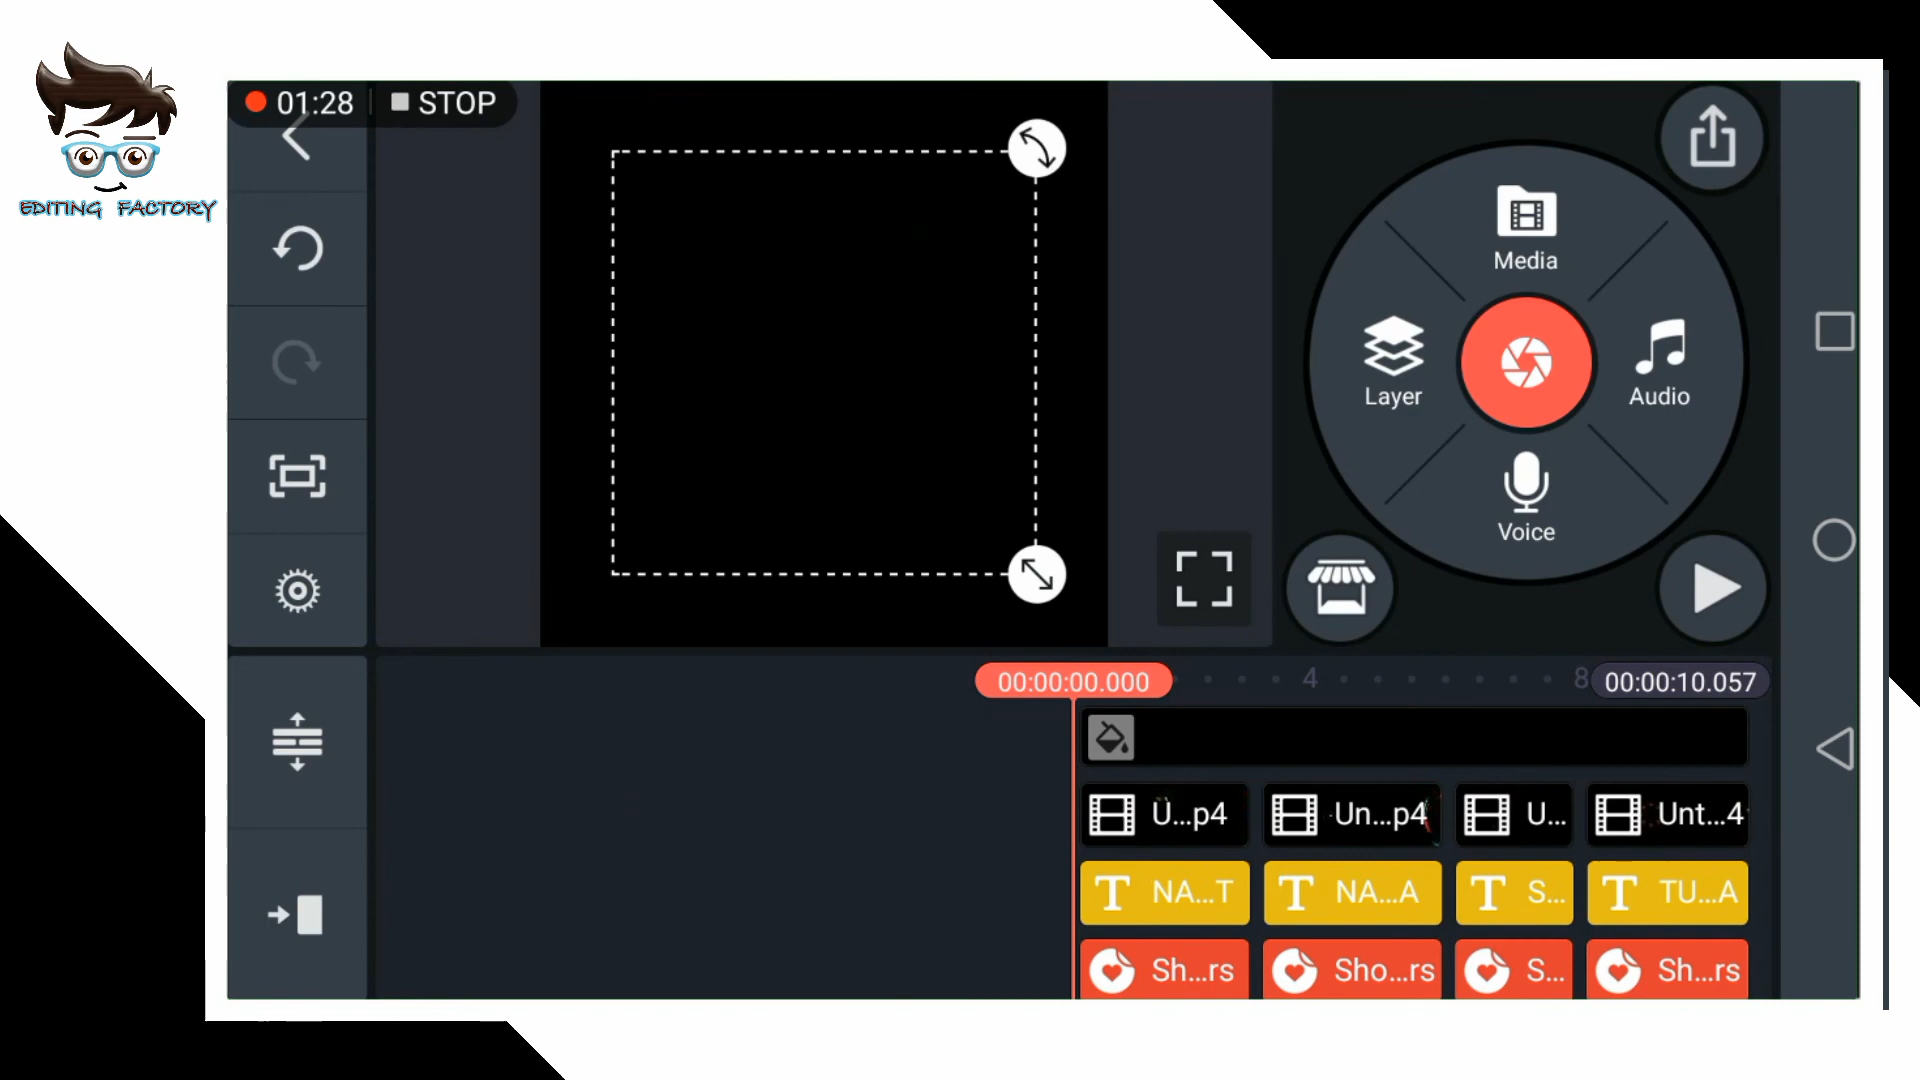 EDITING FACTORY
01:28 STOP
Media
Layer
Audio
Voice
00:00:00.000 4 8 00:00:10.057
U...p4 Un...p4 U... Unt...4
NA...T NA...A S... TU...A
Sh...rs Sho...rs S... Sh...rs